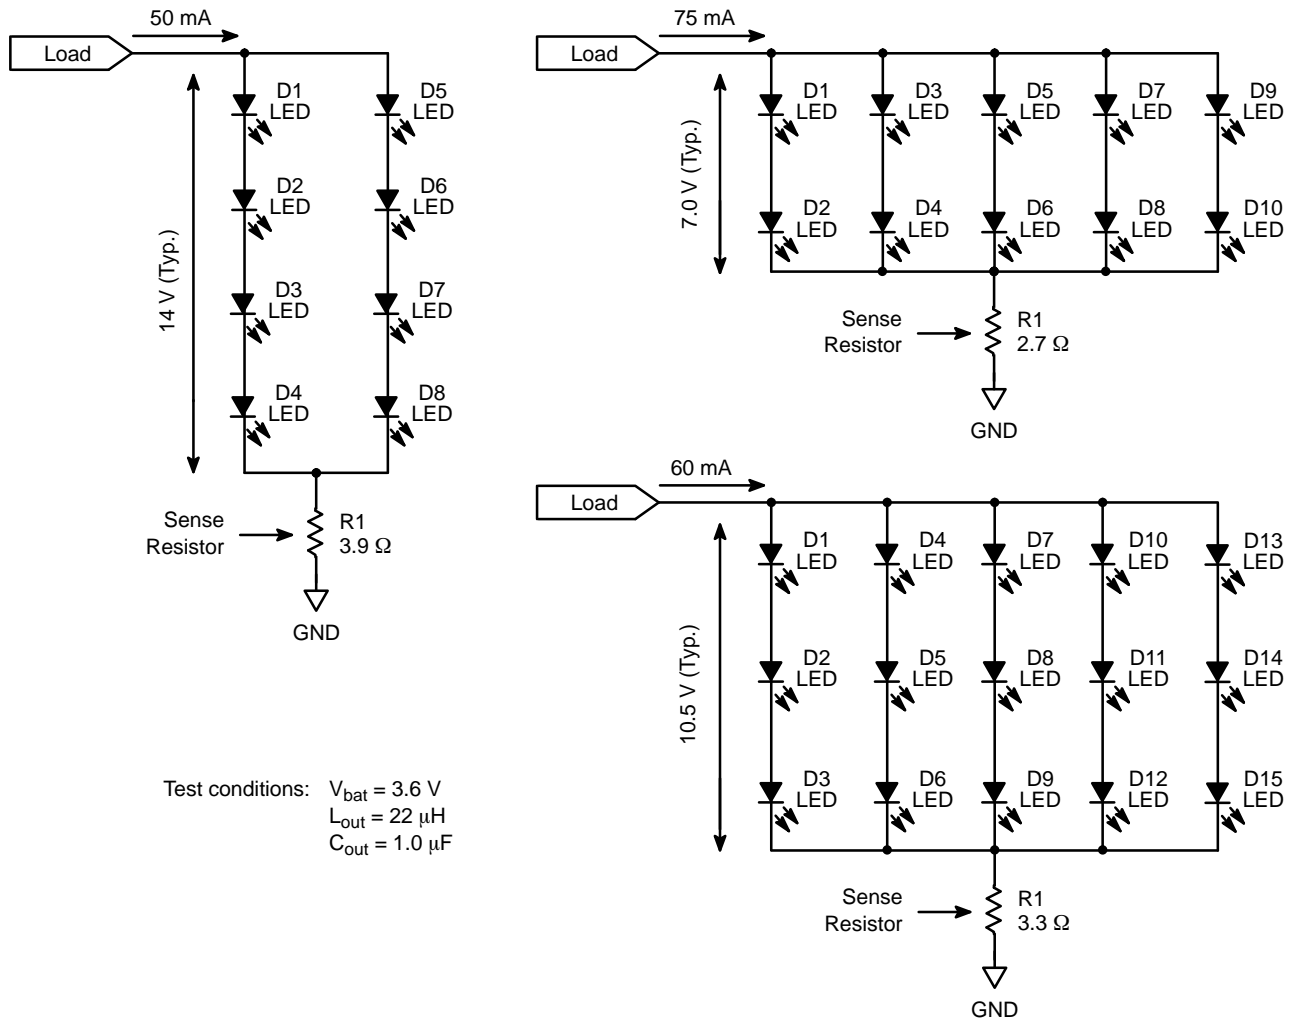 50 mA
Load
D1
LED
D5
LED
D2
LED
D6
LED
14 V (Typ.)
D3
LED
D7
LED
D4
LED
D8
LED
Sense
Resistor
R1
3.9 Ω
GND
75 mA
Load
D1
LED
D3
LED
D5
LED
D7
LED
D9
LED
7.0 V (Typ.)
D2
LED
D4
LED
D6
LED
D8
LED
D10
LED
Sense
Resistor
R1
2.7 Ω
GND
60 mA
Load
D1
LED
D4
LED
D7
LED
D10
LED
D13
LED
10.5 V (Typ.)
D2
LED
D5
LED
D8
LED
D11
LED
D14
LED
D3
LED
D6
LED
D9
LED
D12
LED
D15
LED
Sense
Resistor
R1
3.3 Ω
GND
Test conditions: Vbat = 3.6 V
Lout = 22 μH
Cout = 1.0 μF